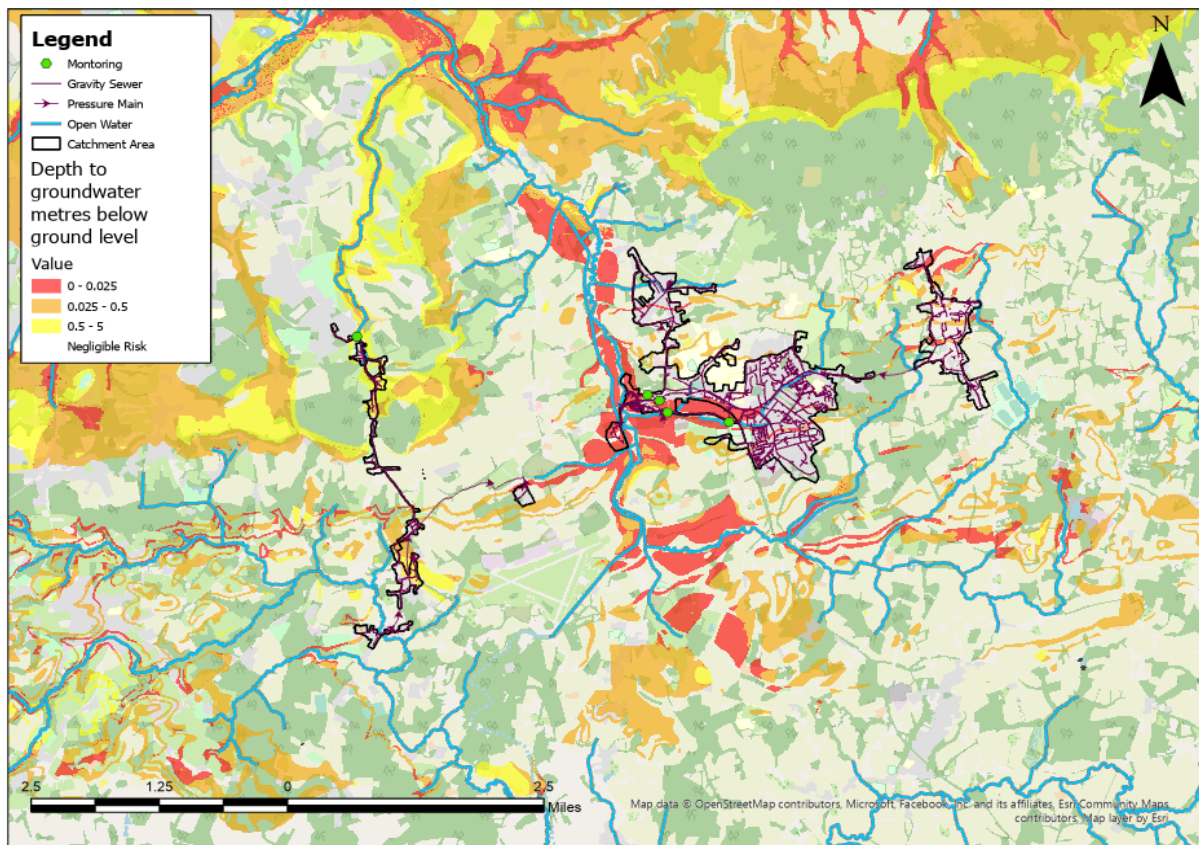 Legend
Montoring
Gravity Sewer
Pressure Main
Open Water
Catchment Area
Depth to
groundwater
metres below
ground level
Value
0 - 0.025
0.025 - 0.5
0.5 - 5
Negligible Risk
N
2.5 1.25 0 2.5
Miles
Map data © OpenStreetMap contributors, Microsoft, Facebook, Inc. and its affiliates, Esri Community Maps
contributors, Map layer by Esri